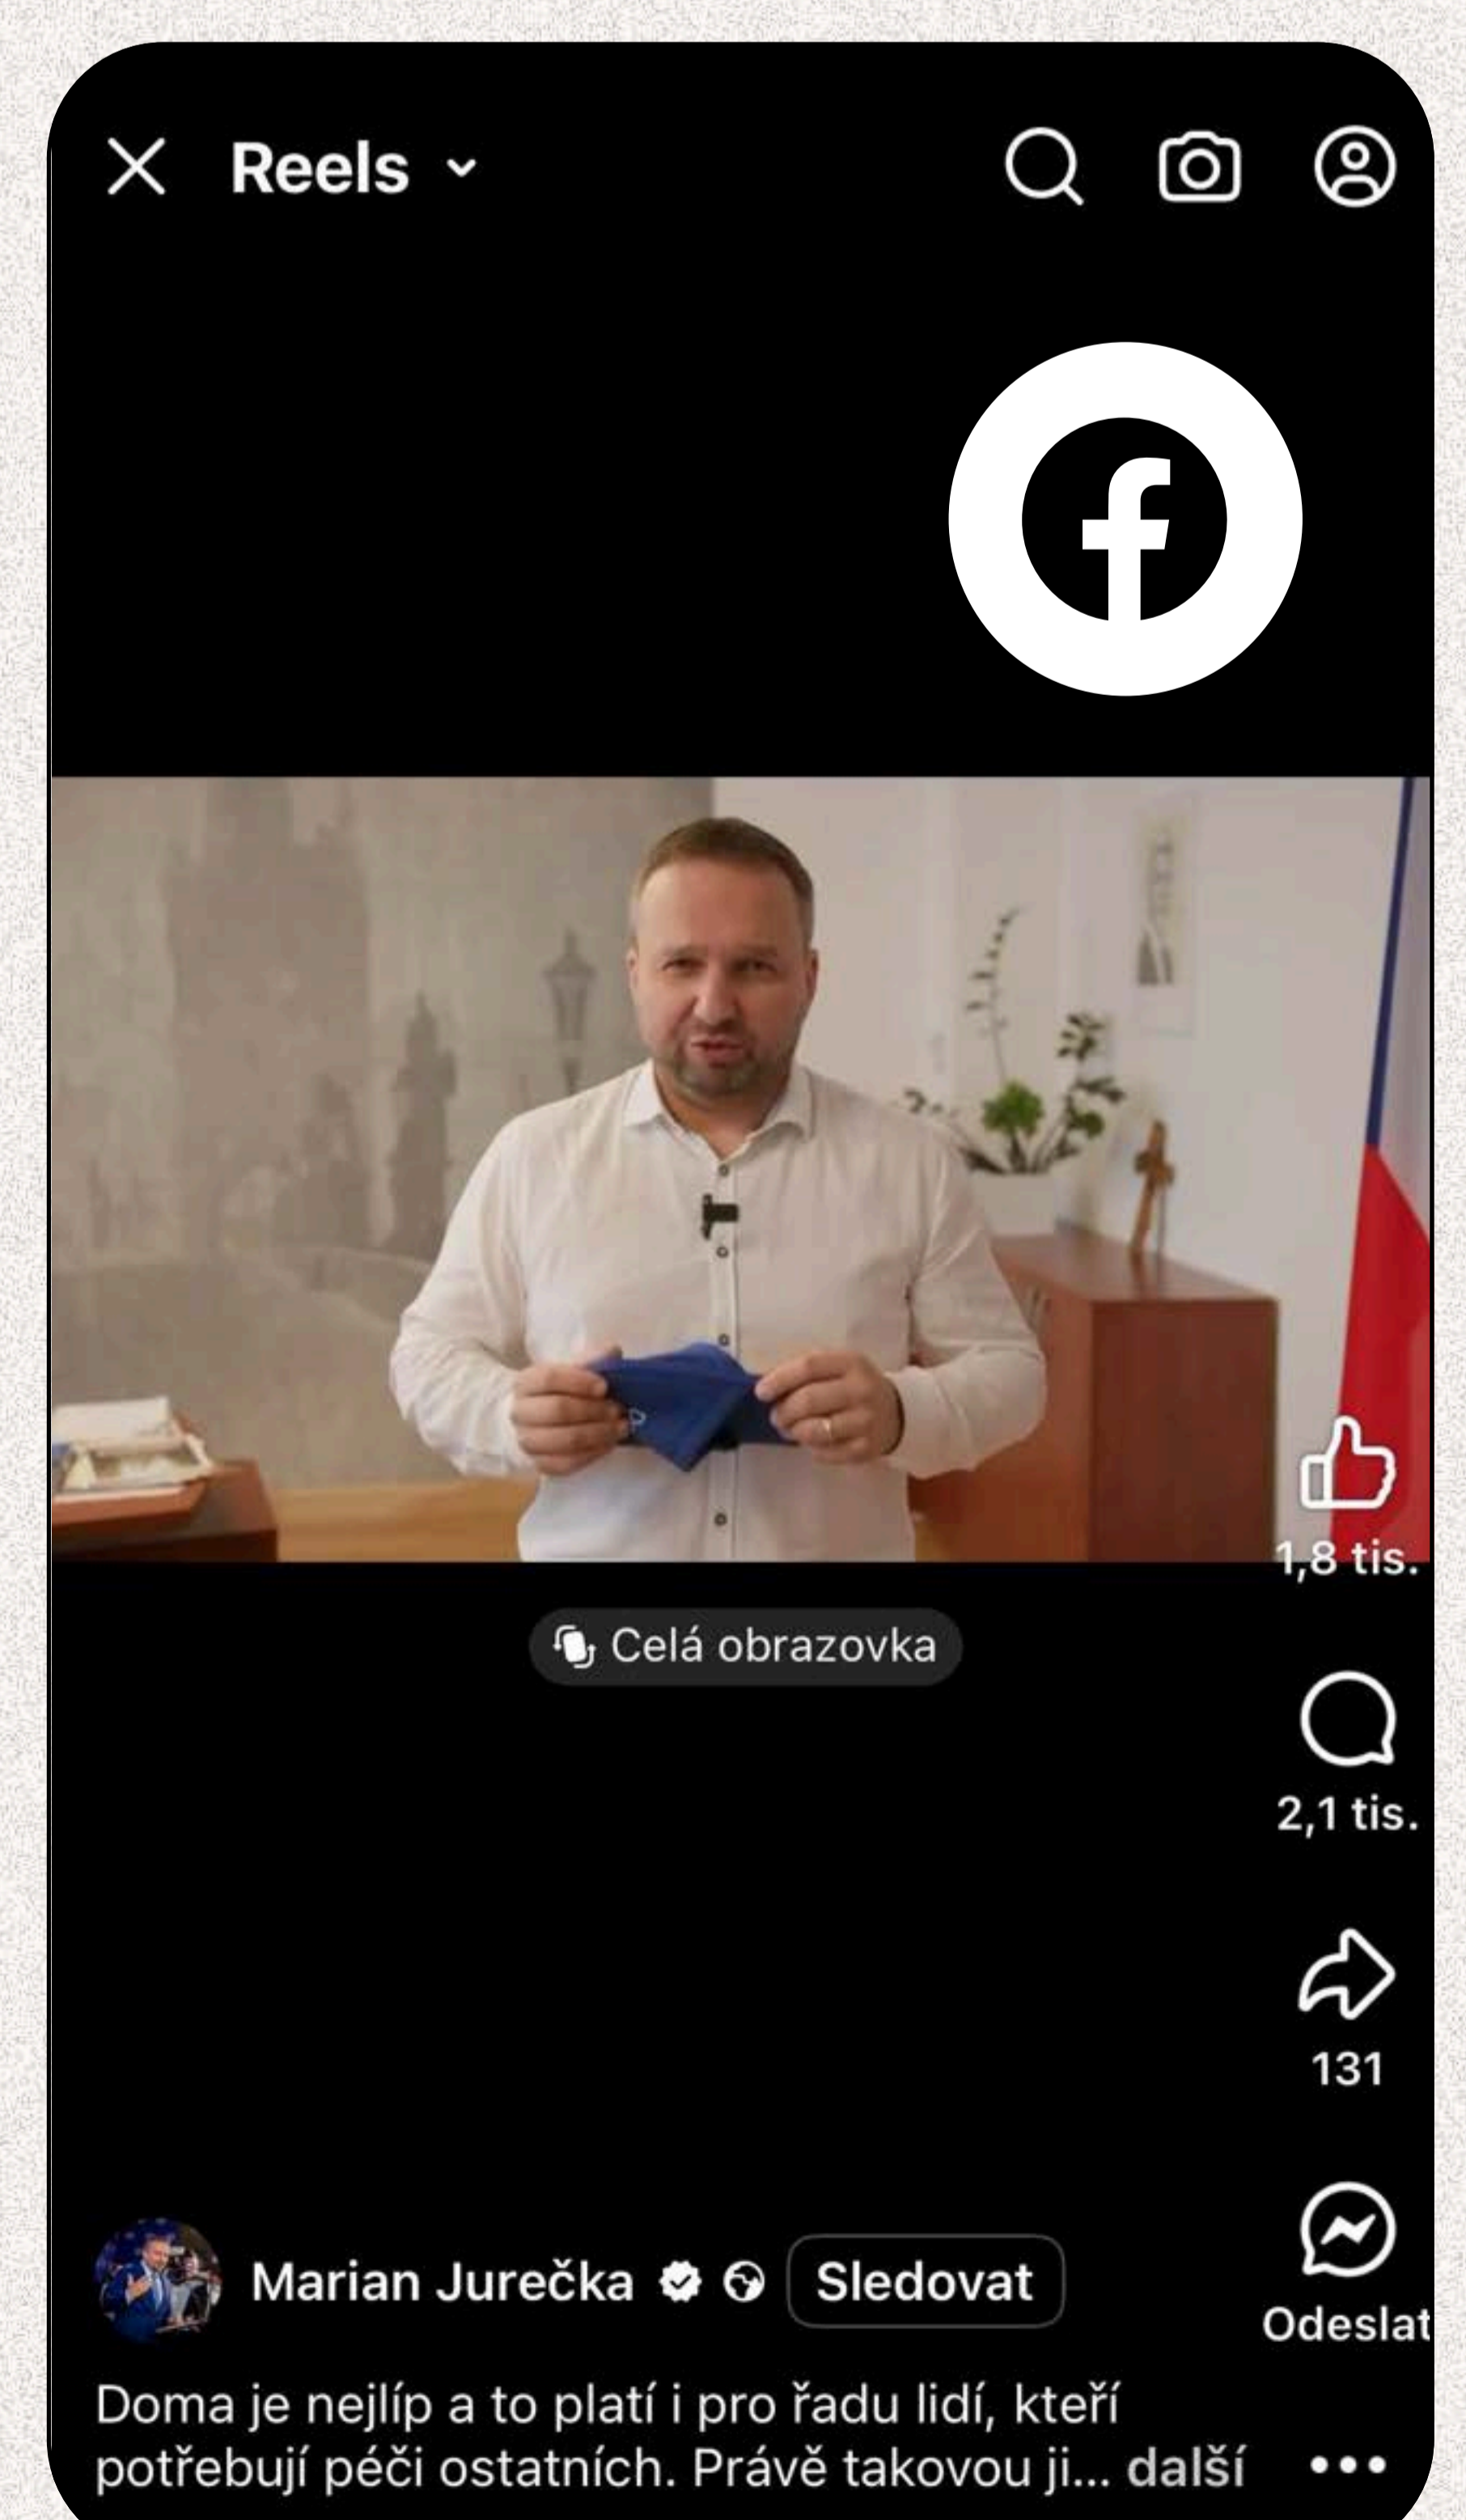 Reels
1,8 tis.
Celá obrazovka
2,1 tis.
131
Marian Jurečka
Sledovat
Odeslat
Doma je nejlíp a to platí i pro řadu lidí, kteří
potřebují péči ostatních. Právě takovou ji... další